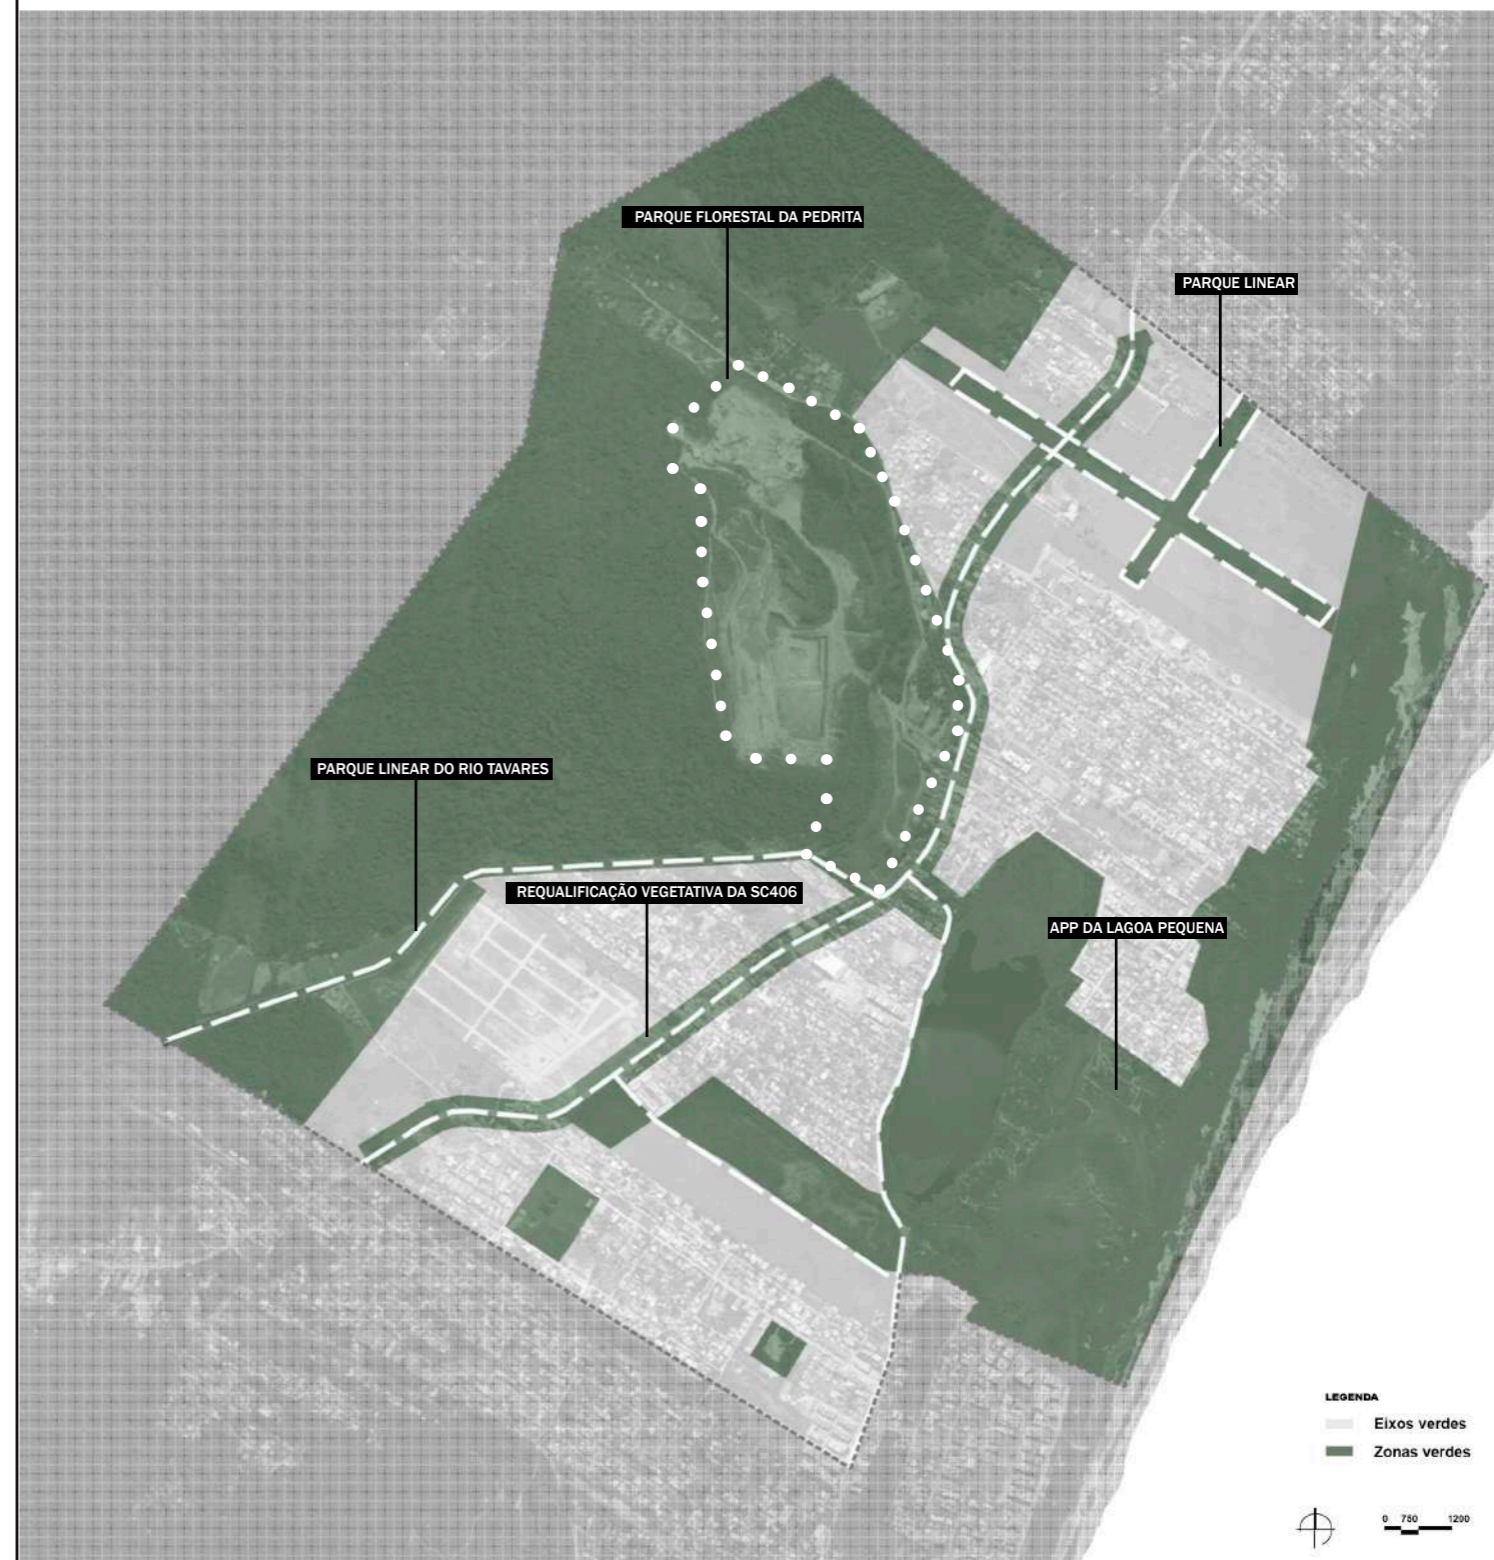 PARQUE FLORESTAL DA PEDRITA
PARQUE LINEAR
PARQUE LINEAR DO RIO TAVARES
REQUALIFICAÇÃO VEGETATIVA DA SC406
APP DA LAGOA PEQUENA
LEGENDA
Eixos verdes
Zonas verdes
0 750 1200